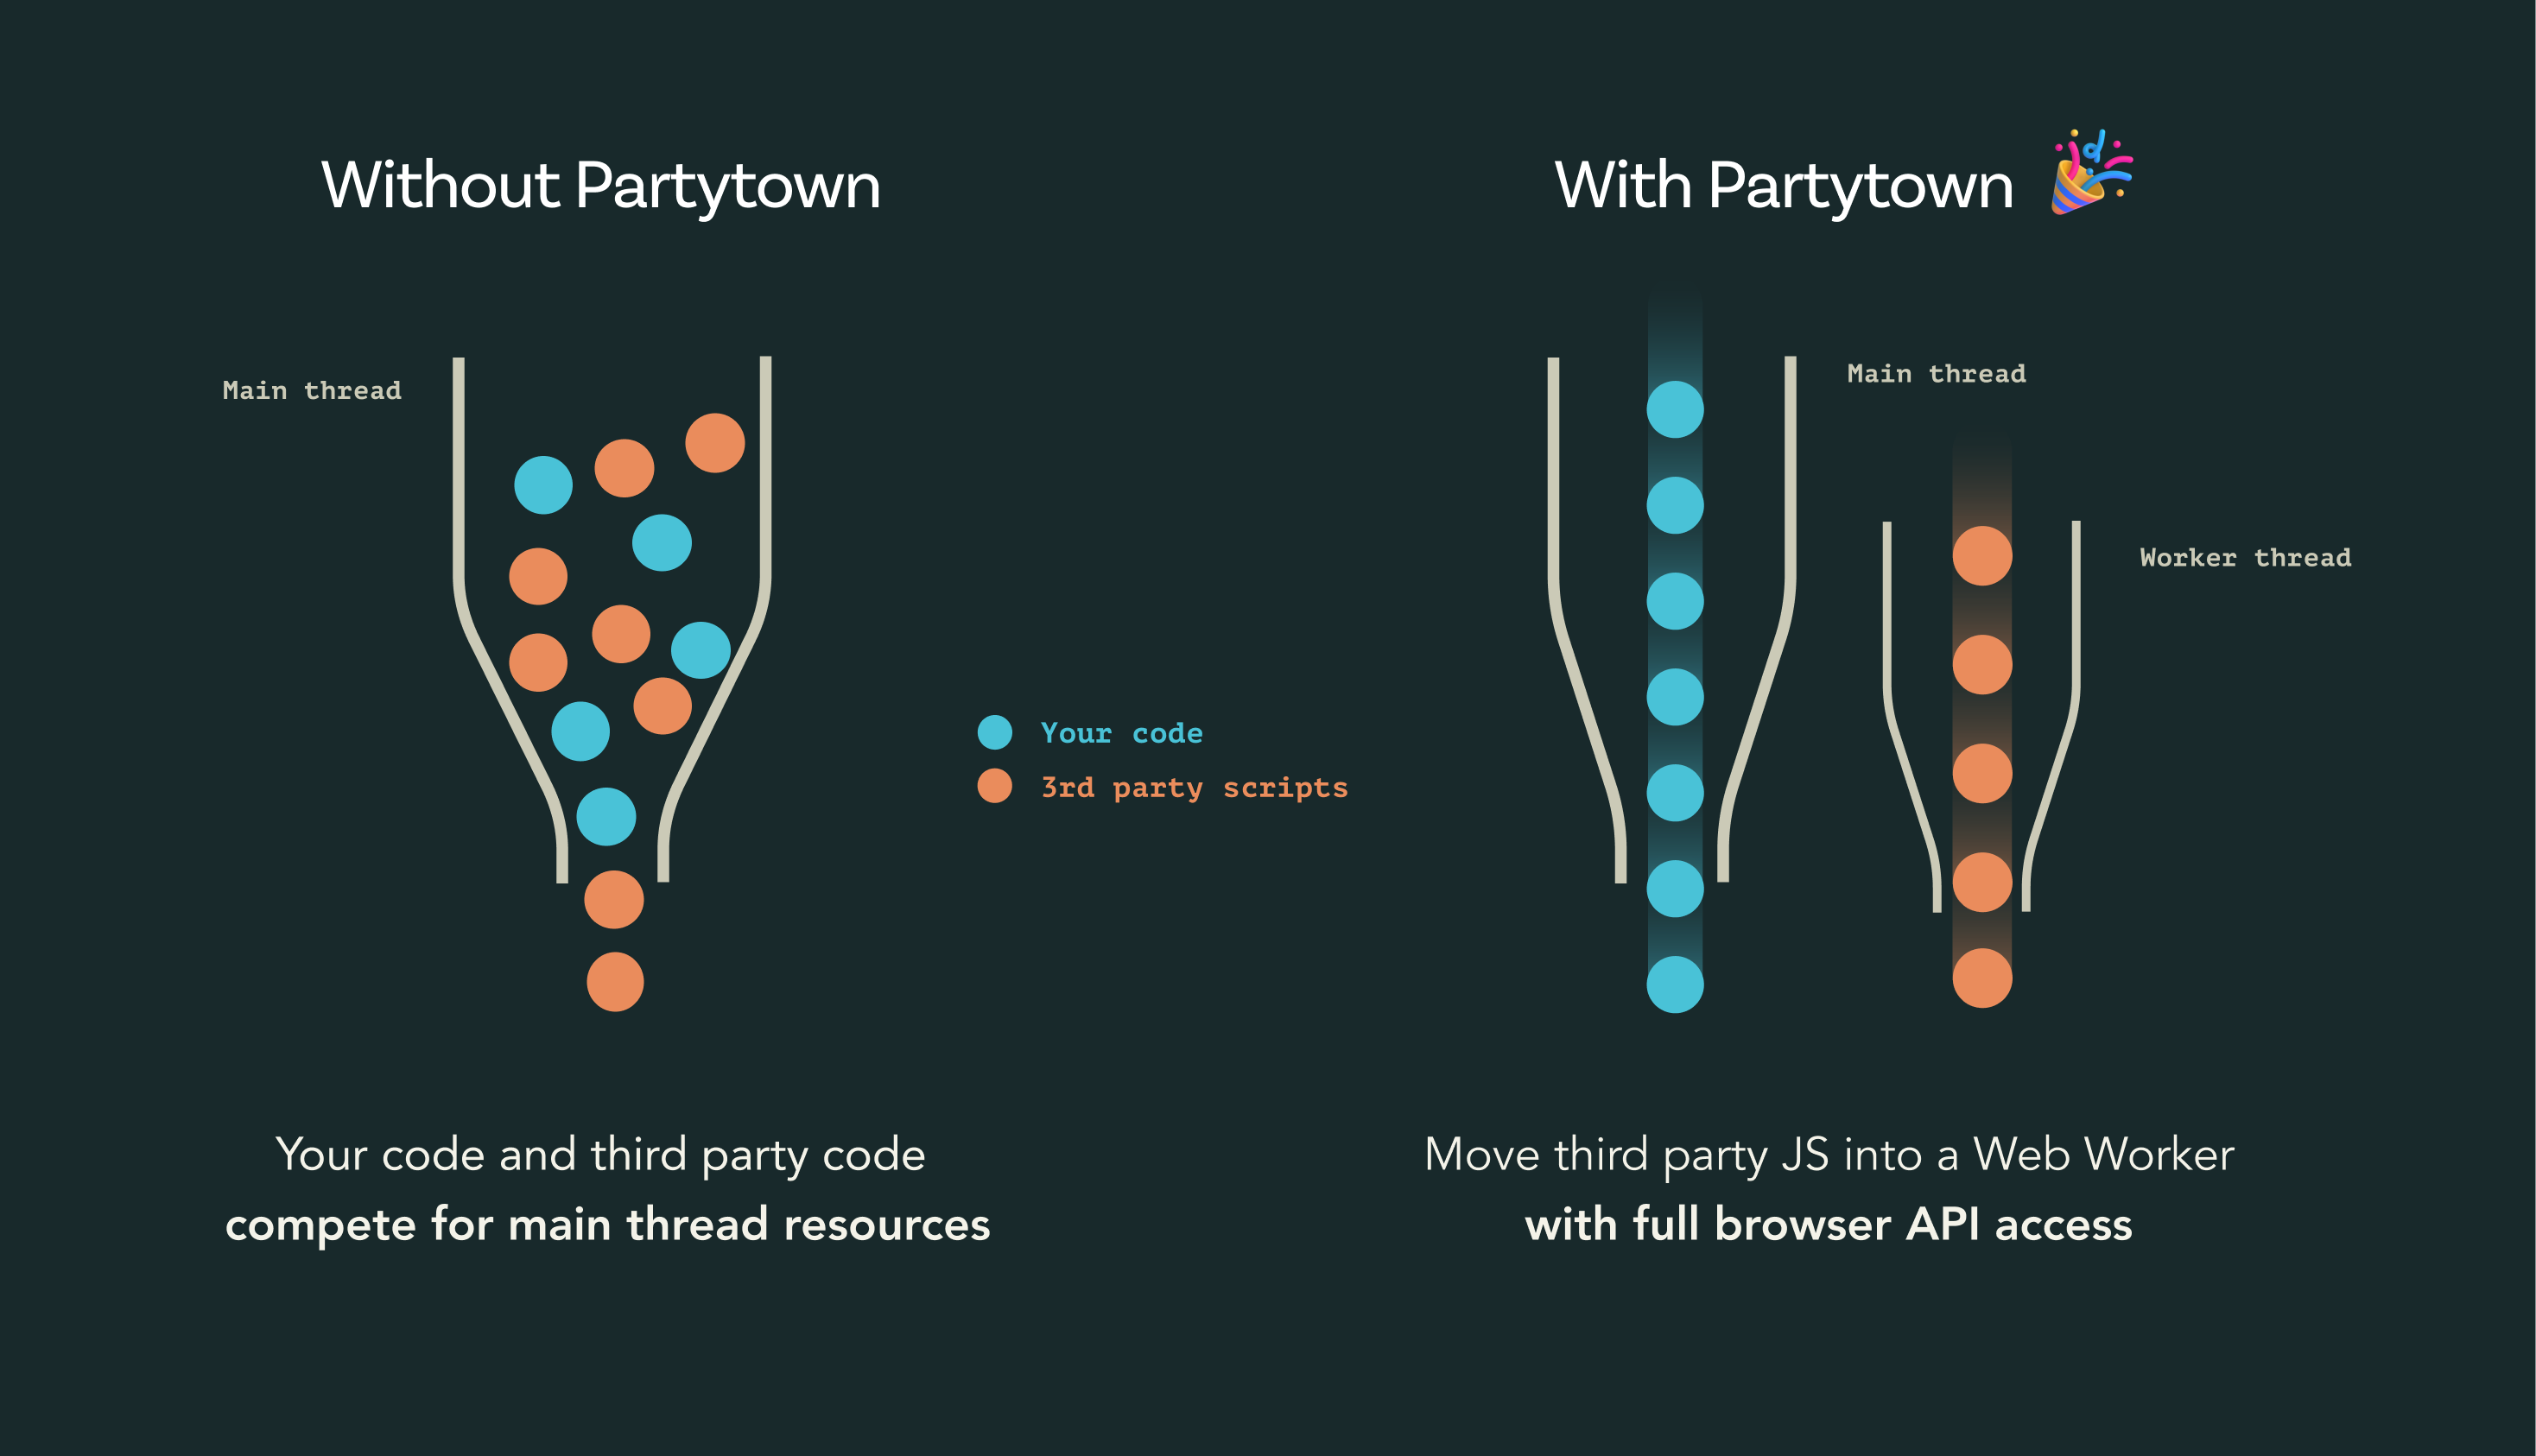 Without Partytown
Main thread
Your code and third party code
compete for main thread resources
Your code
3rd party scripts
With Partytown 🎉
Main thread
Worker thread
Move third party JS into a Web Worker
with full browser API access